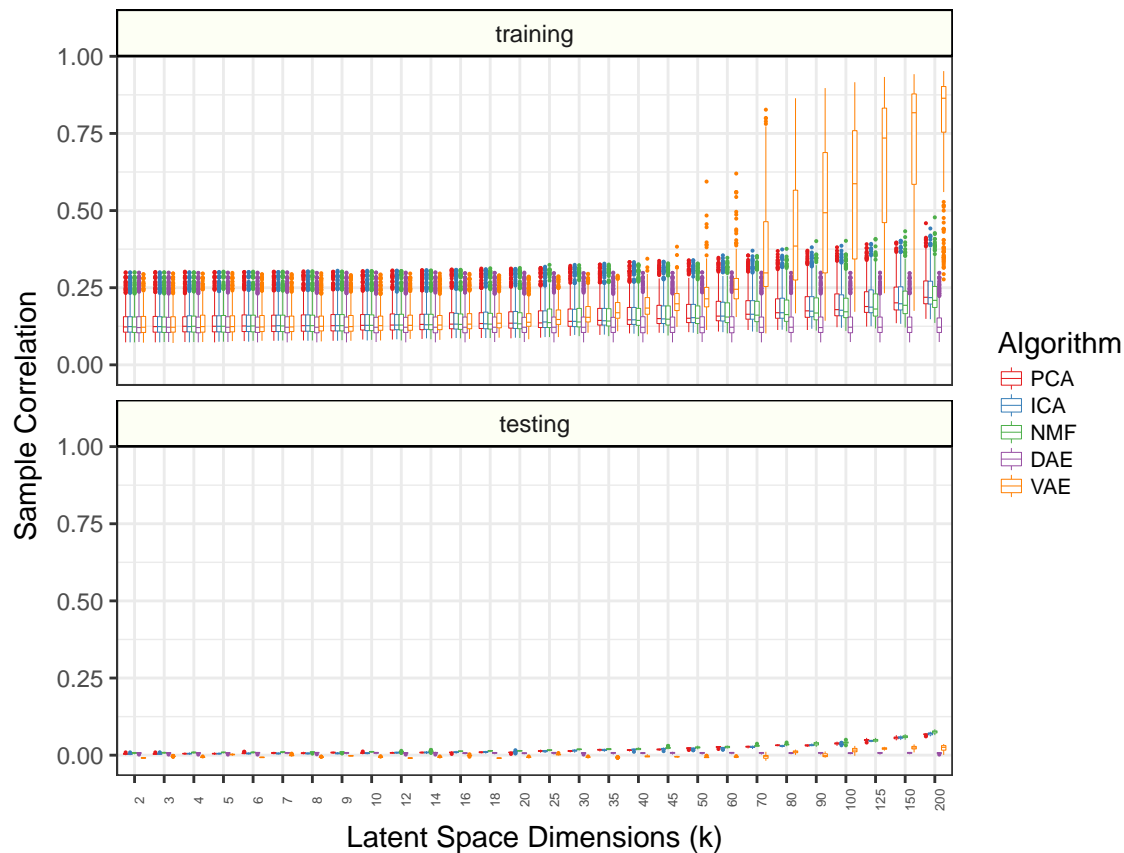 training
1.00
0.75
0.50
0.25
0.00
testing
1.00
0.75
0.50
0.25
0.00
Sample Correlation
2 3 4 5 6 7 8 9 10 12 14 16 18 20 25 30 35 40 45 50 60 70 80 90 100 125 150 200
Latent Space Dimensions (k)
Algorithm
PCA
ICA
NMF
DAE
VAE